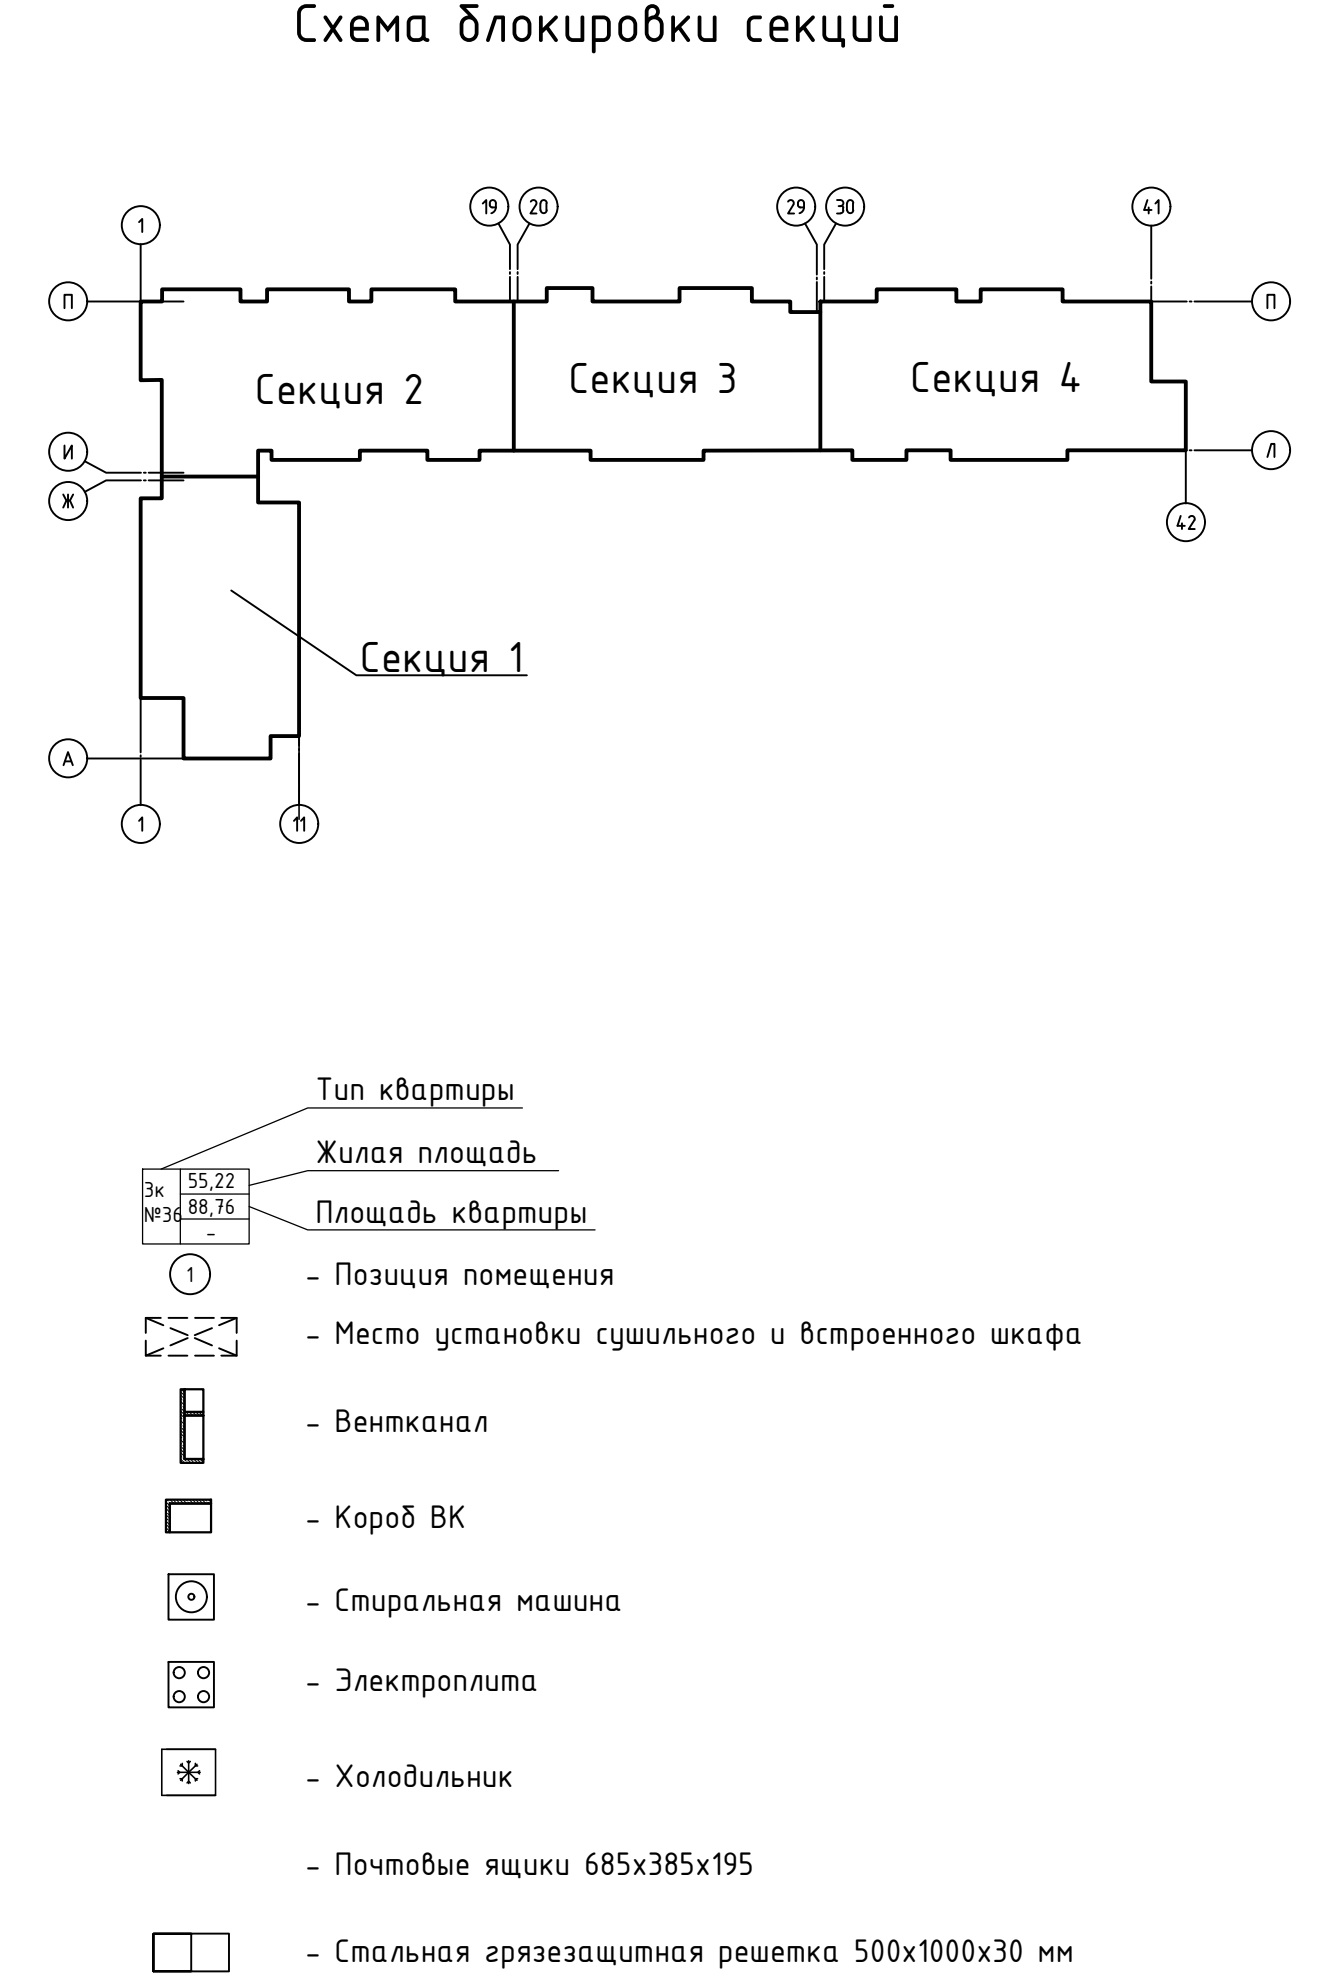 Схема блокировки секций
19 20 29 30 41
1
П П
Секция 2 Секция 3 Секция 4
И Л
Ж
42
Секция 1
А
1 11
Тип квартиры
Жилая площадь
3к 55,22
№36 88,76
Площадь квартиры
-
1 - Позиция помещения
- Место установки сушильного и встроенного шкафа
- Вентканал
- Короб ВК
- Стиральная машина
- Электроплита
- Холодильник
- Почтовые ящики 685х385х195
- Стальная грязезащитная решетка 500х1000х30 мм